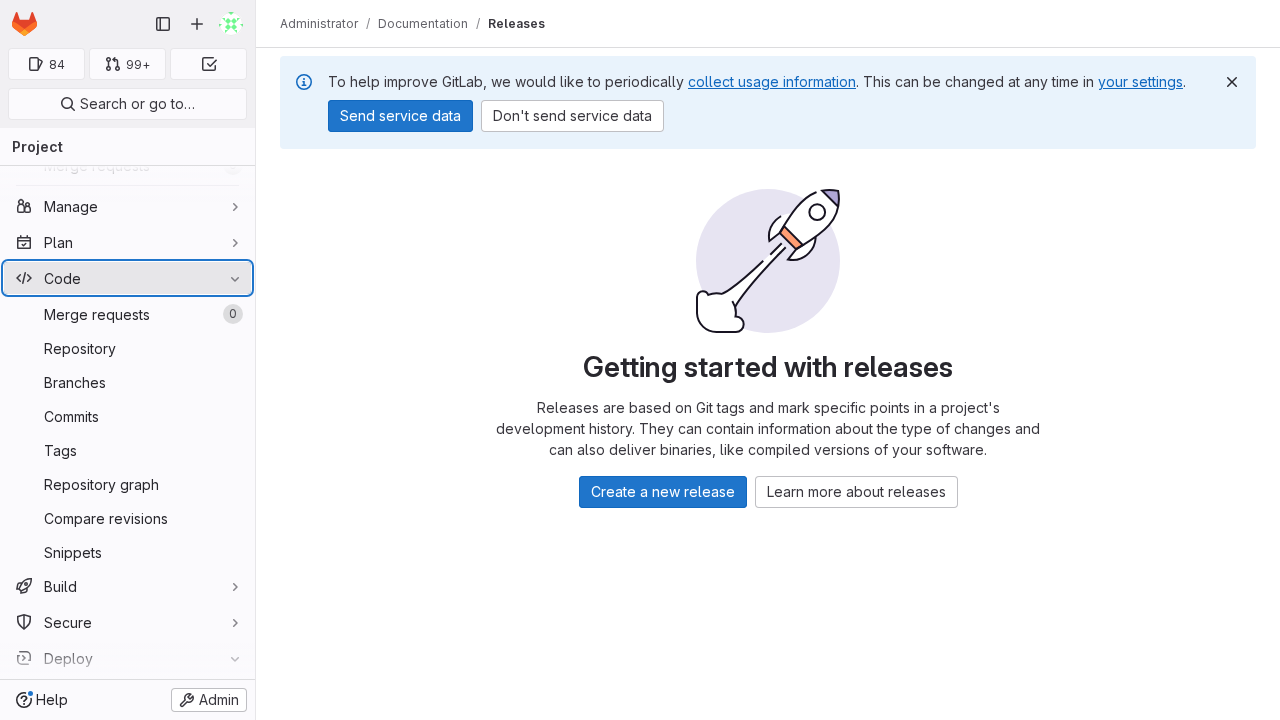 Administrator / Documentation / Releases
84
99+
Search or go to…
Project
Merge requests
Manage
Plan
Code
Merge requests 0
Repository
Branches
Commits
Tags
Repository graph
Compare revisions
Snippets
Build
Secure
Deploy
Help
Admin
To help improve GitLab, we would like to periodically collect usage information. This can be changed at any time in your settings.
Send service data
Don't send service data
Getting started with releases
Releases are based on Git tags and mark specific points in a project's
development history. They can contain information about the type of changes and
can also deliver binaries, like compiled versions of your software.
Create a new release
Learn more about releases